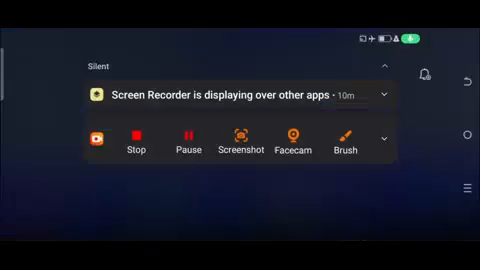 Silent
Screen Recorder is displaying over other apps • 10m
Stop
Pause
Screenshot
Facecam
Brush